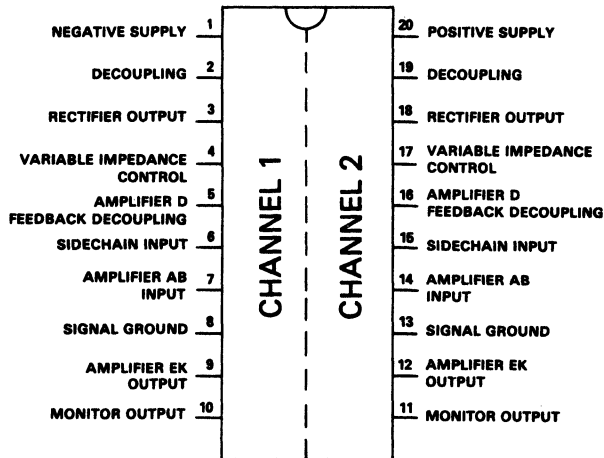 NEGATIVE SUPPLY 1
DECOUPLING 2
RECTIFIER OUTPUT 3
VARIABLE IMPEDANCE 4
CONTROL
AMPLIFIER D 5
FEEDBACK DECOUPLING
SIDECHAIN INPUT 6
AMPLIFIER AB 7
INPUT
SIGNAL GROUND 8
AMPLIFIER EK 9
OUTPUT
MONITOR OUTPUT 10
CHANNEL 1
CHANNEL 2
20 POSITIVE SUPPLY
19 DECOUPLING
18 RECTIFIER OUTPUT
17 VARIABLE IMPEDANCE
CONTROL
16 AMPLIFIER D
FEEDBACK DECOUPLING
15 SIDECHAIN INPUT
14 AMPLIFIER AB
INPUT
13 SIGNAL GROUND
12 AMPLIFIER EK
OUTPUT
11 MONITOR OUTPUT